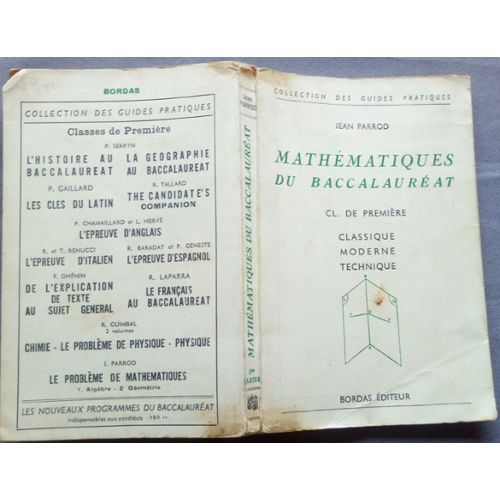 BORDAS
COLLECTION DES GUIDES PRATIQUES
Classes de Première
P. SERRYN
L'HISTOIRE AU BACCALAUREAT
LA GEOGRAPHIE AU BACCALAUREAT
P. GAILLARD
LES CLES DU LATIN
R. TALLARD
THE CANDIDATE'S COMPANION
P. CHAMAILLARD et L. HERVÉ
L'EPREUVE D'ANGLAIS
R. et T. RENUCCI
L'EPREUVE D'ITALIEN
R. BARADAT et F. GENESTE
L'EPREUVE D'ESPAGNOL
F. DHÉNIN
DE L'EXPLICATION
DE TEXTE
AU SUJET GENERAL
R. LAPARRA
LE FRANÇAIS
AU BACCALAUREAT
R. GUIMBAL
3 volumes
CHIMIE - LE PROBLÈME DE PHYSIQUE - PHYSIQUE
J. PARROD
LE PROBLÈME DE MATHEMATIQUES
1. Algèbre - 2 Géométrie
LES NOUVEAUX PROGRAMMES DU BACCALAURÉAT
Indispensables aux candidats
PARROD
MATHÉMATIQUES DU BACCALAURÉAT
COLLECTION DES GUIDES PRATIQUES
JEAN PARROD
MATHÉMATIQUES
DU BACCALAURÉAT
CL. DE PREMIÈRE
CLASSIQUE
MODERNE
TECHNIQUE
BORDAS ÉDITEUR